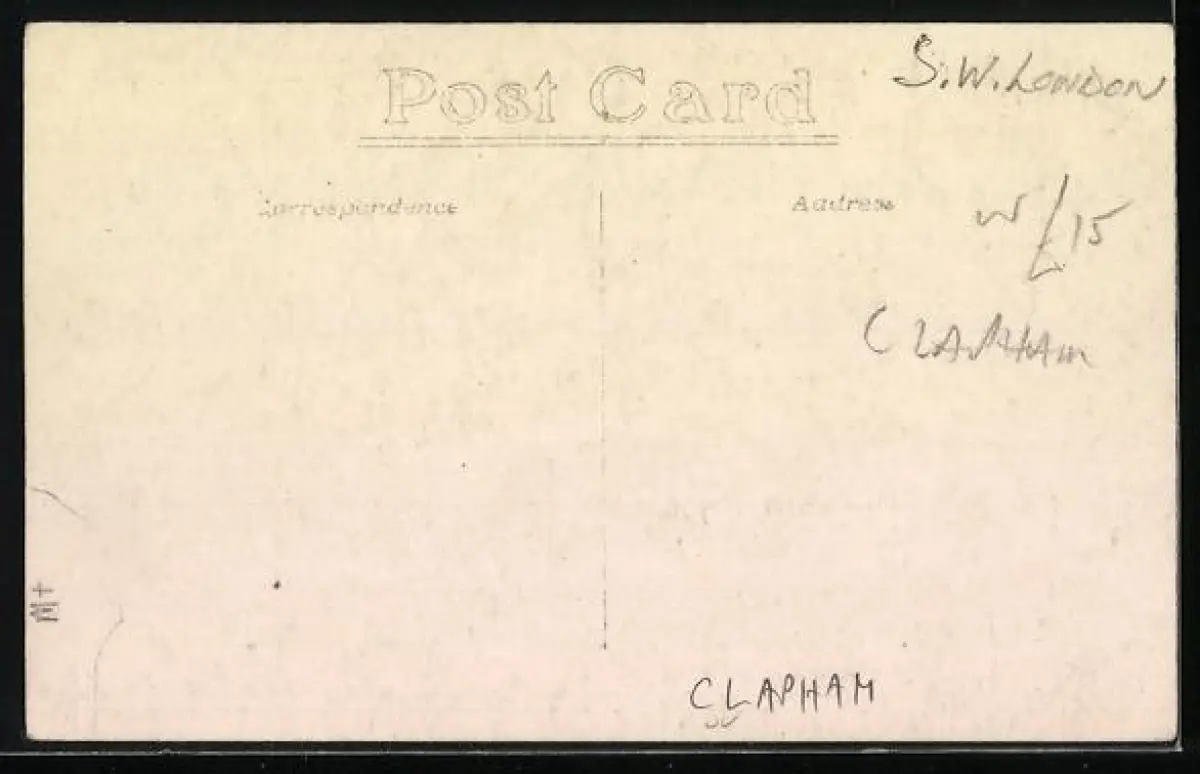 Post Card
S.W. LONDON
Correspondence
Address
W/15
CLAPHAM
CLAPHAM